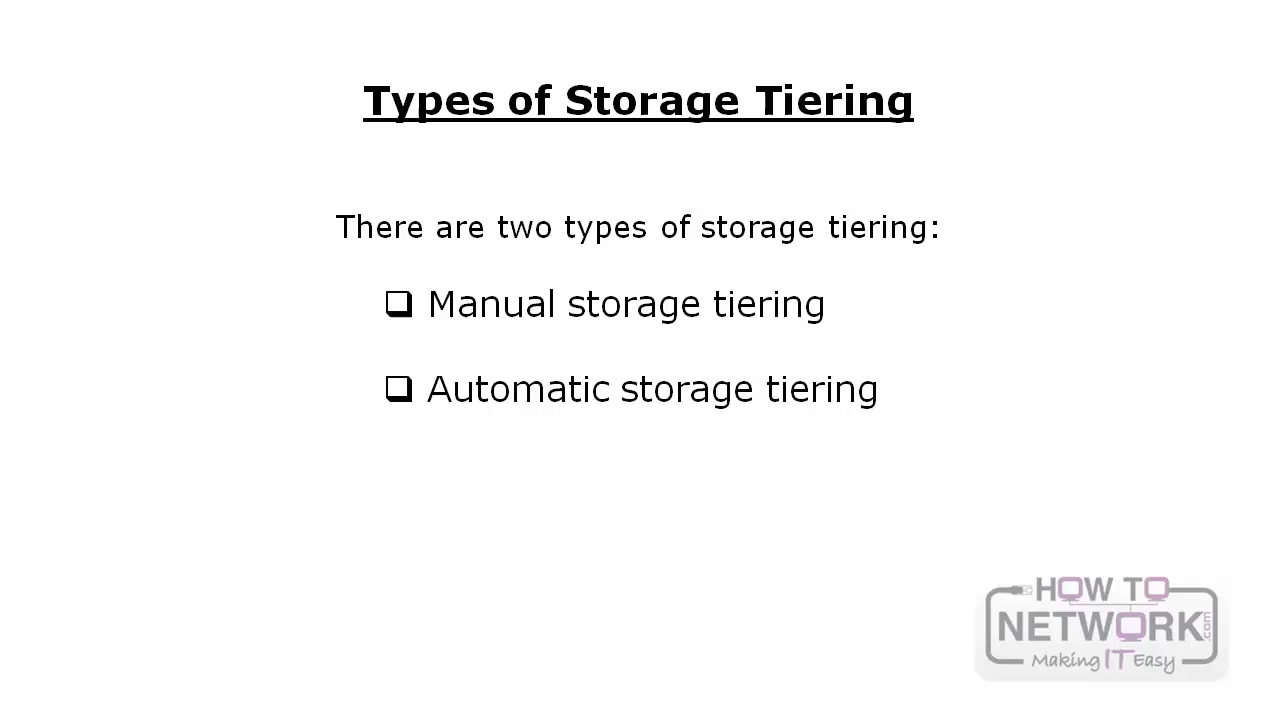 Types of Storage Tiering
There are two types of storage tiering:
❑ Manual storage tiering
❑ Automatic storage tiering
HOW TO
NETWORK.com
Making IT Easy